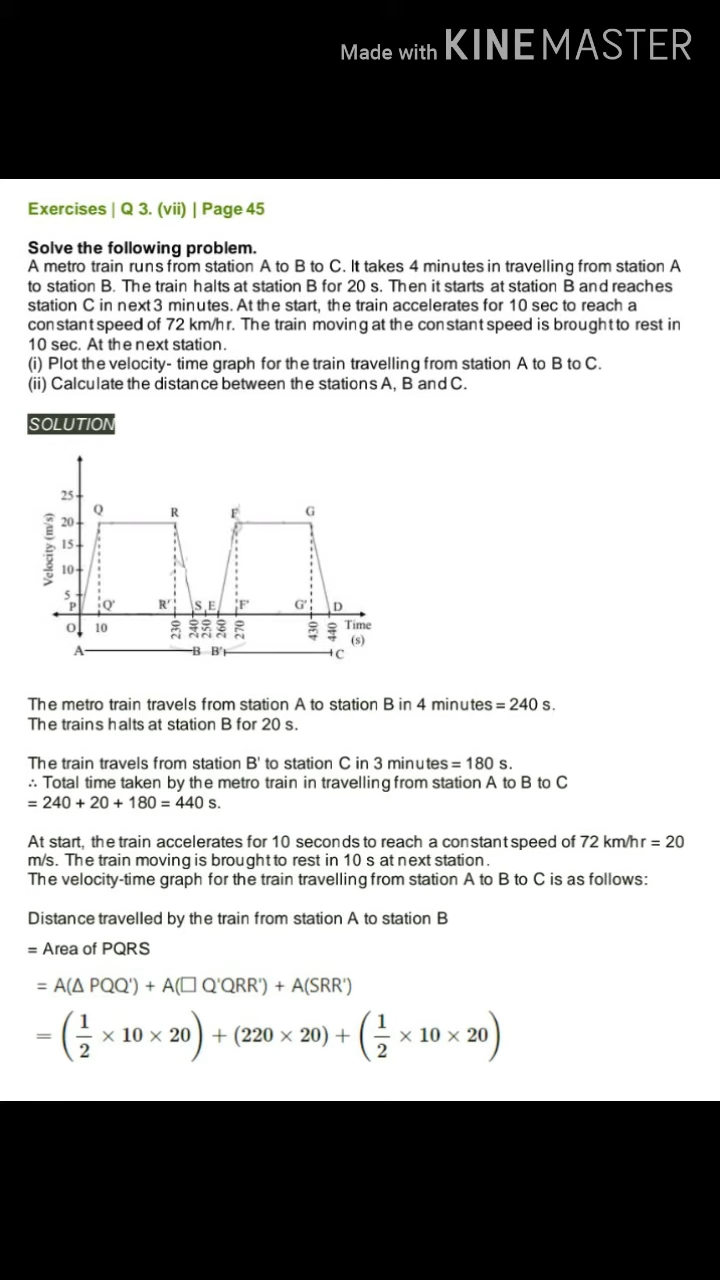 Made with KINEMASTER
Exercises | Q 3. (vii) | Page 45
Solve the following problem.
A metro train runs from station A to B to C. It takes 4 minutes in travelling from station A
to station B. The train halts at station B for 20 s. Then it starts at station B and reaches
station C in next 3 minutes. At the start, the train accelerates for 10 sec to reach a
constant speed of 72 km/hr. The train moving at the constant speed is brought to rest in
10 sec. At the next station.
(i) Plot the velocity- time graph for the train travelling from station A to B to C.
(ii) Calculate the distance between the stations A, B and C.
SOLUTION
Velocity (m/s)
25
20
15
10
5
Q R F G
P Q' R' S E F' G' D
O 10 230 240 250 260 270 430 440 Time
(s)
A B B' C
The metro train travels from station A to station B in 4 minutes = 240 s.
The trains halts at station B for 20 s.
The train travels from station B' to station C in 3 minutes = 180 s.
∴ Total time taken by the metro train in travelling from station A to B to C
= 240 + 20 + 180 = 440 s.
At start, the train accelerates for 10 seconds to reach a constant speed of 72 km/hr = 20
m/s. The train moving is brought to rest in 10 s at next station.
The velocity-time graph for the train travelling from station A to B to C is as follows:
Distance travelled by the train from station A to station B
= Area of PQRS
= A(Δ PQQ') + A(□ Q'QRR') + A(SRR')
= (1/2 × 10 × 20) + (220 × 20) + (1/2 × 10 × 20)